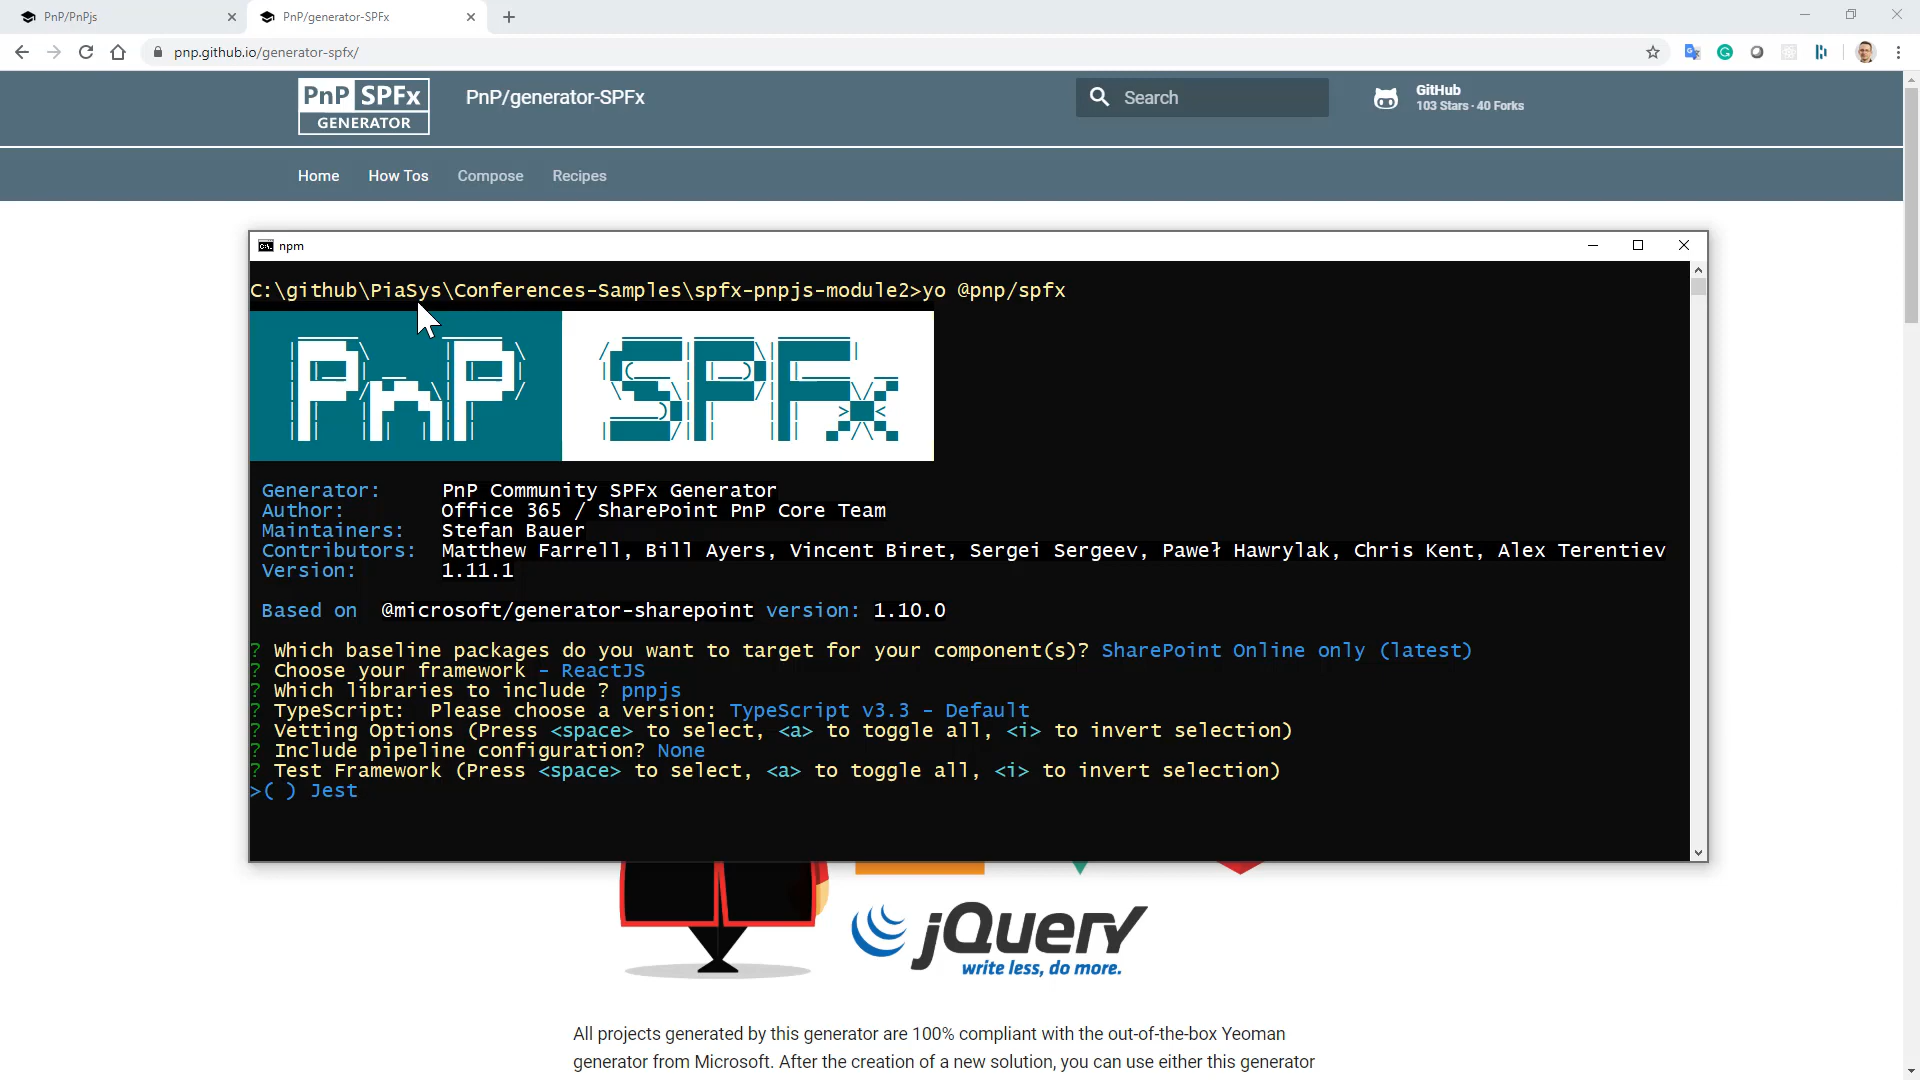 PnP/PnPjs
PnP/generator-SPFx
pnp.github.io/generator-spfx/
PnP SPFx
GENERATOR
PnP/generator-SPFx
Search
GitHub
103 Stars · 40 Forks
Home How Tos Compose Recipes
npm
C:\github\PiaSys\Conferences-Samples\spfx-pnpjs-module2>yo @pnp/spfx
PnP SPFx
Generator: PnP Community SPFx Generator
Author: Office 365 / SharePoint PnP Core Team
Maintainers: Stefan Bauer
Contributors: Matthew Farrell, Bill Ayers, Vincent Biret, Sergei Sergeev, Paweł Hawrylak, Chris Kent, Alex Terentiev
Version: 1.11.1
Based on @microsoft/generator-sharepoint version: 1.10.0
? Which baseline packages do you want to target for your component(s)? SharePoint Online only (latest)
? Choose your framework - ReactJS
? Which libraries to include ? pnpjs
? TypeScript: Please choose a version: TypeScript v3.3 - Default
? Vetting Options (Press <space> to select, <a> to toggle all, <i> to invert selection)
? Include pipeline configuration? None
? Test Framework (Press <space> to select, <a> to toggle all, <i> to invert selection)
>( ) Jest
jQuery
write less, do more.
All projects generated by this generator are 100% compliant with the out-of-the-box Yeoman
generator from Microsoft. After the creation of a new solution, you can use either this generator